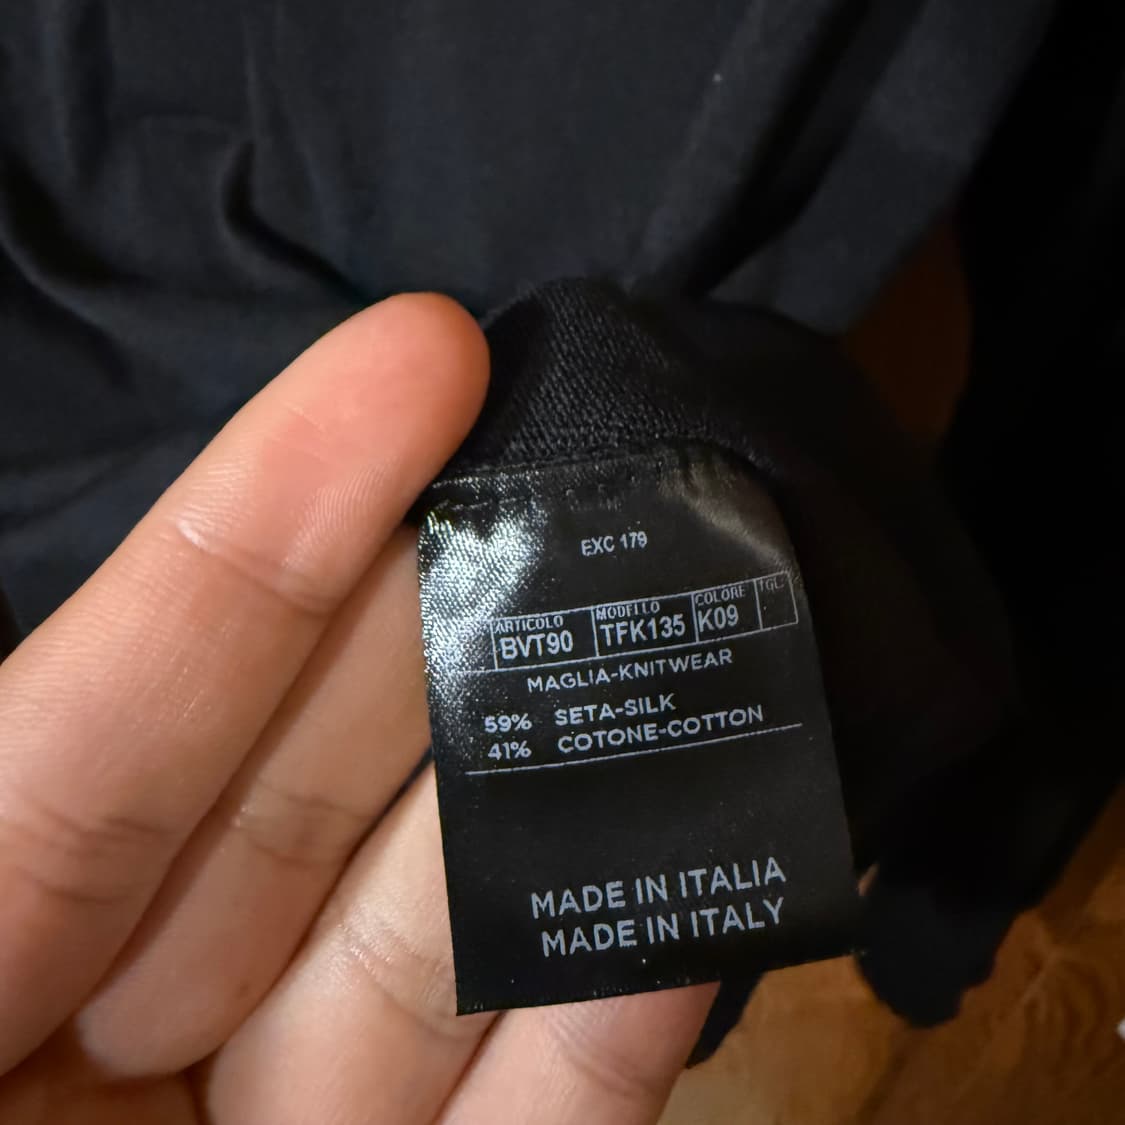 EXC 179
ARTICOLO MODELLO COLORE TGL
BVT90 TFK135 K09
MAGLIA-KNITWEAR
59% SETA-SILK
41% COTONE-COTTON
MADE IN ITALIA
MADE IN ITALY